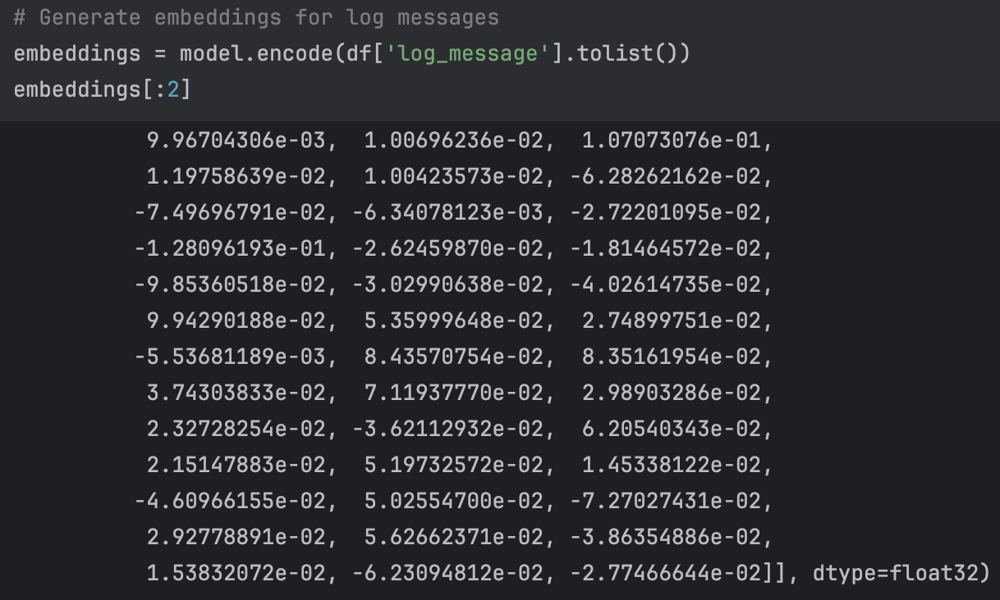 # Generate embeddings for log messages
embeddings = model.encode(df['log_message'].tolist())
embeddings[:2]
9.96704306e-03,  1.00696236e-02,  1.07073076e-01,
1.19758639e-02,  1.00423573e-02, -6.28262162e-02,
-7.49696791e-02, -6.34078123e-03, -2.72201095e-02,
-1.28096193e-01, -2.62459870e-02, -1.81464572e-02,
-9.85360518e-02, -3.02990638e-02, -4.02614735e-02,
9.94290188e-02,  5.35999648e-02,  2.74899751e-02,
-5.53681189e-03,  8.43570754e-02,  8.35161954e-02,
3.74303833e-02,  7.11937770e-02,  2.98903286e-02,
2.32728254e-02, -3.62112932e-02,  6.20540343e-02,
2.15147883e-02,  5.19732572e-02,  1.45338122e-02,
-4.60966155e-02,  5.02554700e-02, -7.27027431e-02,
2.92778891e-02,  5.62662371e-02, -3.86354886e-02,
1.53832072e-02, -6.23094812e-02, -2.77466644e-02]], dtype=float32)